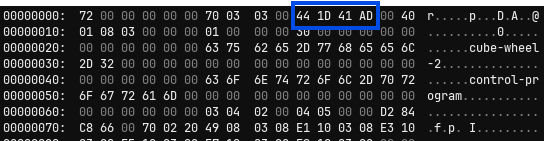 00000000: 72 00 00 00 00 00 70 03 03 00 44 1D 41 AD 00 40 r.....p...D.A..@
00000010: 01 08 03 00 00 00 01 00 00 00 30 00 00 00 00 00 ..........0.....
00000020: 00 00 00 00 00 00 63 75 62 65 2D 77 68 65 65 6C ......cube-wheel
00000030: 2D 32 00 00 00 00 00 00 00 00 00 00 00 00 00 00 -2..............
00000040: 00 00 00 00 00 00 63 6F 6E 74 72 6F 6C 2D 70 72 ......control-pr
00000050: 6F 67 72 61 6D 00 00 00 00 00 00 00 00 00 00 00 ogram...........
00000060: 00 00 00 00 00 00 03 04 02 00 04 05 00 00 D2 84 ................
00000070: C8 66 00 70 02 20 49 08 03 08 E1 10 03 08 E3 10 .f.p. I.........